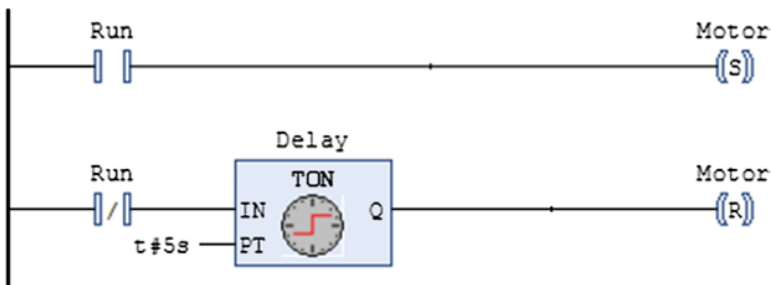 Run Motor
S
Delay
Run TON Motor
IN Q R
t#5s PT